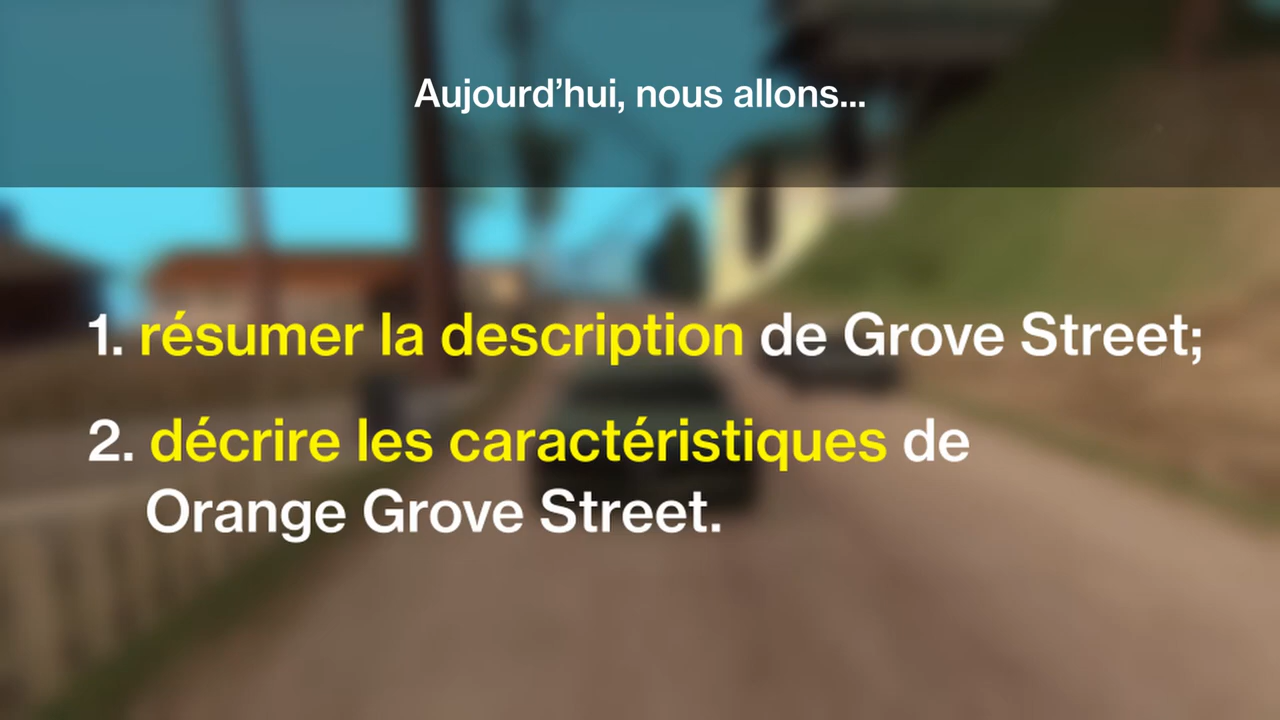 Aujourd’hui, nous allons...
1. résumer la description de Grove Street;
2. décrire les caractéristiques de
Orange Grove Street.